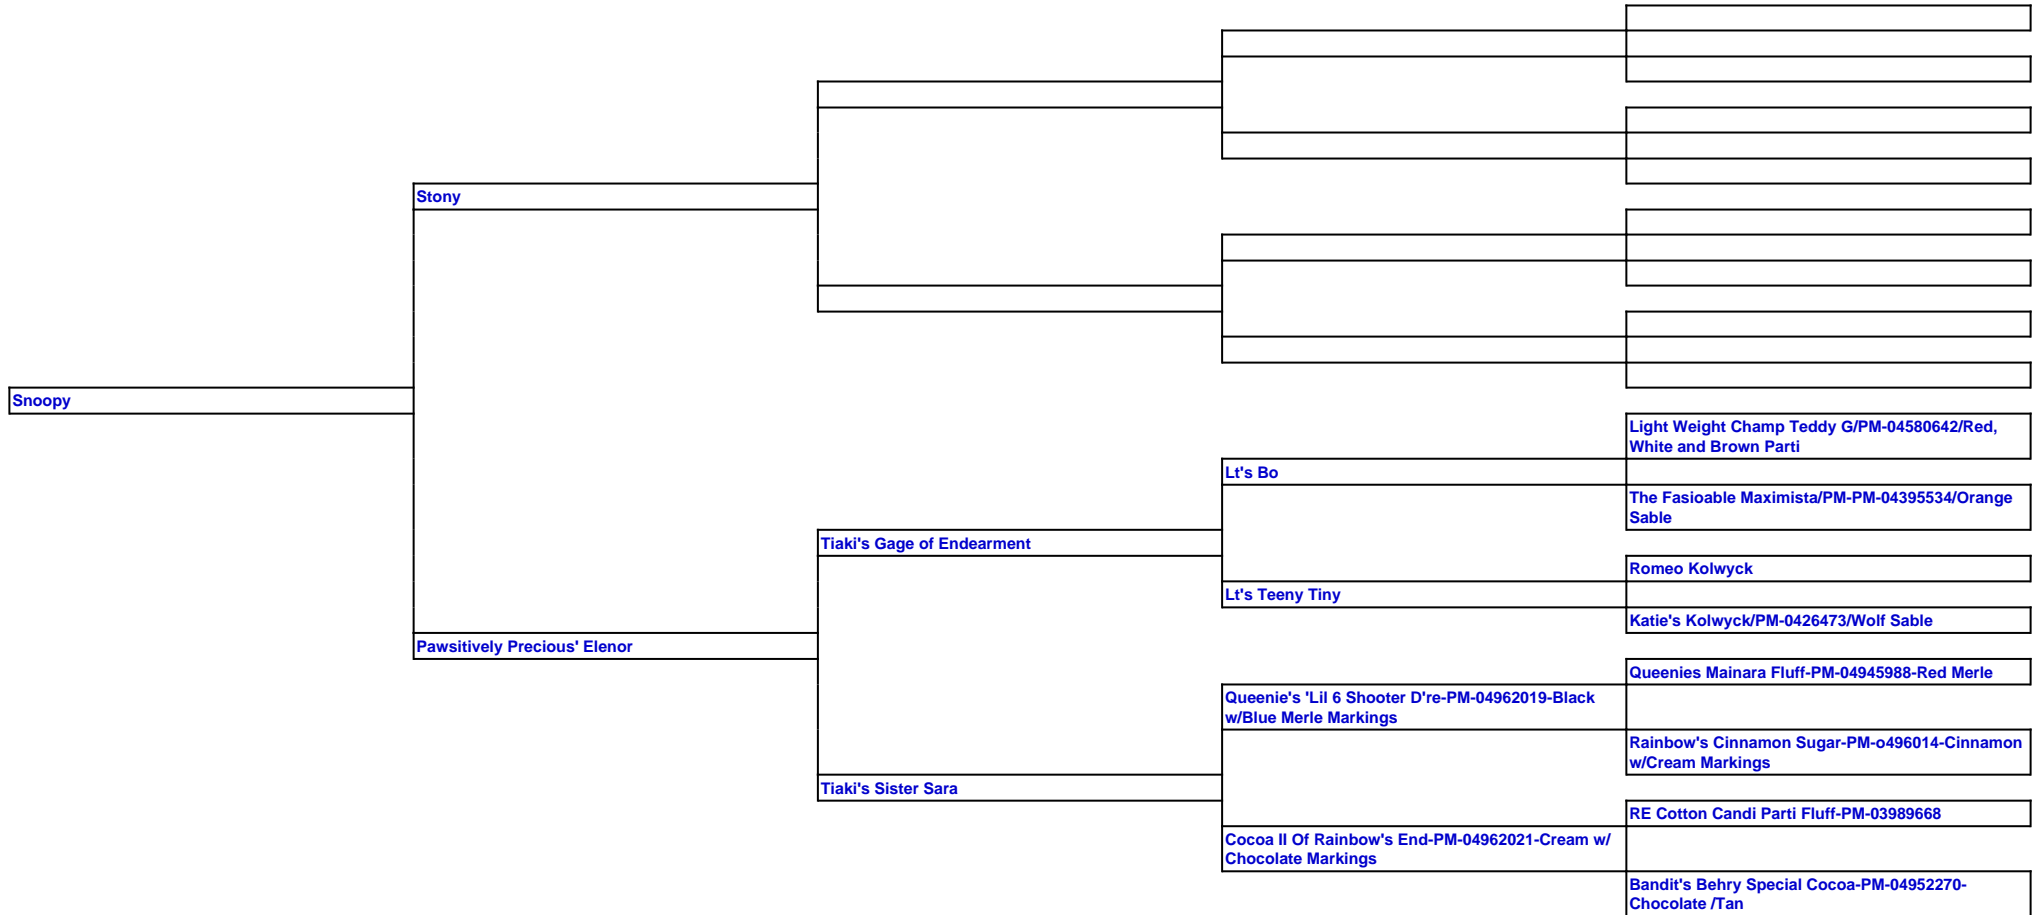 Stony
Snoopy
Light Weight Champ Teddy G/PM-04580642/Red,
White and Brown Parti
Lt's Bo
The Fasioable Maximista/PM-PM-04395534/Orange
Sable
Tiaki's Gage of Endearment
Romeo Kolwyck
Lt's Teeny Tiny
Katie's Kolwyck/PM-0426473/Wolf Sable
Pawsitively Precious' Elenor
Queenies Mainara Fluff-PM-04945988-Red Merle
Queenie's 'Lil 6 Shooter D're-PM-04962019-Black
w/Blue Merle Markings
Rainbow's Cinnamon Sugar-PM-o496014-Cinnamon
w/Cream Markings
Tiaki's Sister Sara
RE Cotton Candi Parti Fluff-PM-03989668
Cocoa II Of Rainbow's End-PM-04962021-Cream w/
Chocolate Markings
Bandit's Behry Special Cocoa-PM-04952270-
Chocolate /Tan